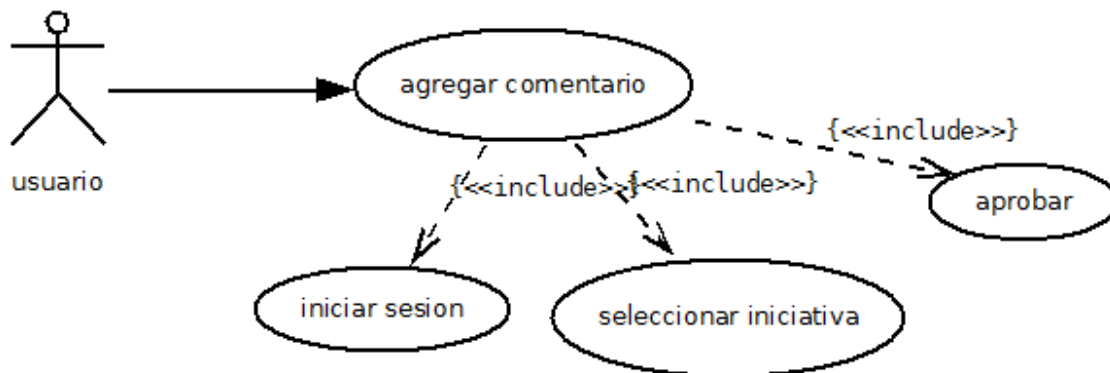 agregar comentario
{<<include>>}
usuario
{<<include>>}
{<<include>>}
aprobar
iniciar sesion
seleccionar iniciativa